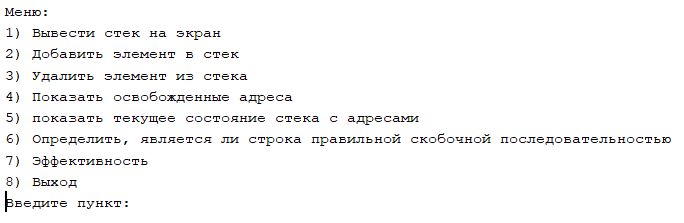 Меню:
1) Вывести стек на экран
2) Добавить элемент в стек
3) Удалить элемент из стека
4) Показать освобожденные адреса
5) показать текущее состояние стека с адресами
6) Определить, является ли строка правильной скобочной последовательностью
7) Эффективность
8) Выход
Введите пункт: